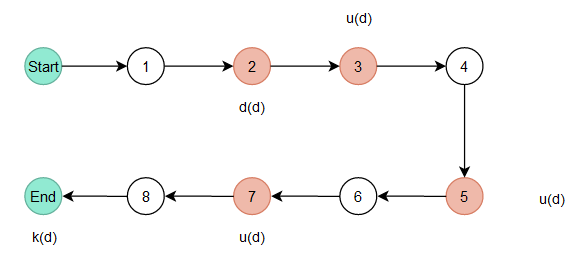 u(d)
Start 1 2 3 4
d(d)
End 8 7 6 5 u(d)
k(d) u(d)